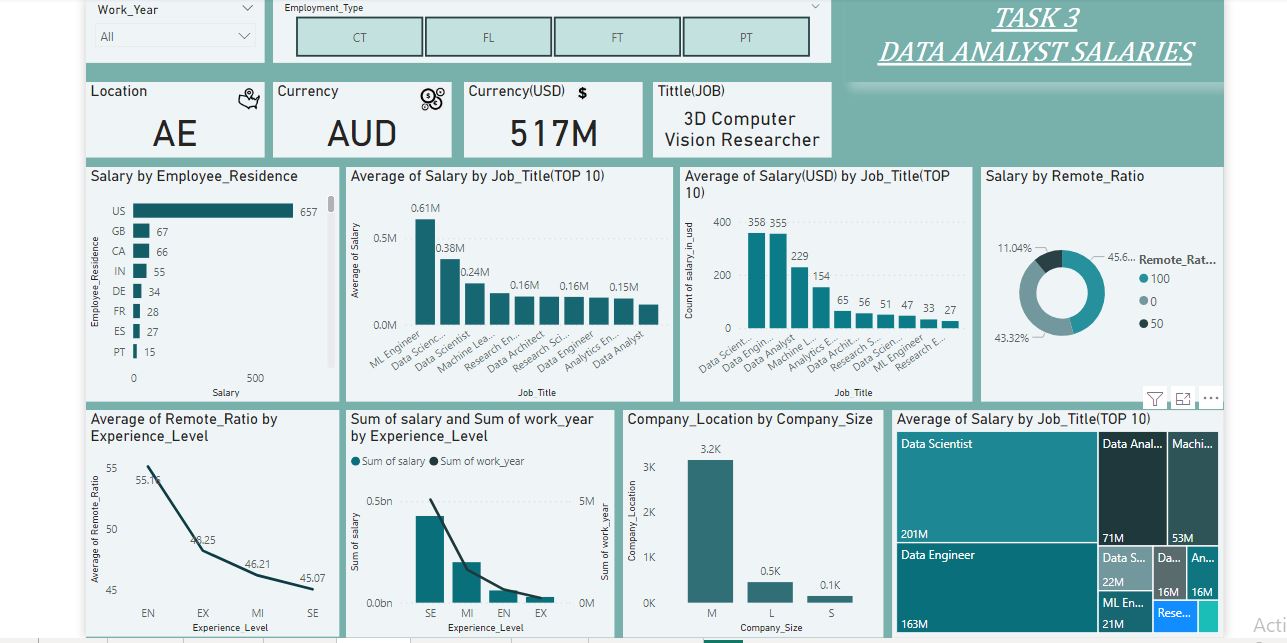 Work_Year
All
Employment_Type
CT
FL
FT
PT
TASK 3
DATA ANALYST SALARIES
Location
AE
Currency
AUD
Currency(USD) $
517M
Tittle(JOB)
3D Computer
Vision Researcher
Salary by Employee_Residence
Employee_Residence
US 657
GB 67
CA 66
IN 55
DE 34
FR 28
ES 27
PT 15
0 500
Salary
Average of Salary by Job_Title(TOP 10)
Average of Salary
0.5M
0.0M
0.61M
0.38M
0.24M
0.16M
0.16M
0.15M
ML Engineer
Data Scienc...
Data Scientist
Machine Lea...
Research En...
Data Architect
Research Sci...
Data Engineer
Analytics En...
Data Analyst
Job_Title
Average of Salary(USD) by Job_Title(TOP
10)
Count of salary_in_usd
400
200
0
358 355 229 154 65 56 51 47 33 27
Data Scient...
Data Engin...
Data Analyst
Machine L...
Analytics E...
Data Archit...
Research S...
Data Scien...
ML Engineer
Research E...
Job_Title
Salary by Remote_Ratio
11.04%
45.6...
43.32%
Remote_Rat...
100
0
50
Average of Remote_Ratio by
Experience_Level
Average of Remote_Ratio
55
50
45
55.16
48.25
46.21
45.07
EN EX MI SE
Experience_Level
Sum of salary and Sum of work_year
by Experience_Level
Sum of salary Sum of work_year
Sum of salary
0.5bn
0.0bn
5M
0M
Sum of work_year
SE MI EN EX
Experience_Level
Company_Location by Company_Size
Company_Location
3K
2K
1K
0K
3.2K
0.5K
0.1K
M L S
Company_Size
Average of Salary by Job_Title(TOP 10)
Data Scientist
201M
Data Engineer
163M
Data Anal...
71M
Machi...
53M
Data S...
22M
Da...
16M
An...
16M
ML En...
21M
Rese...
Acti